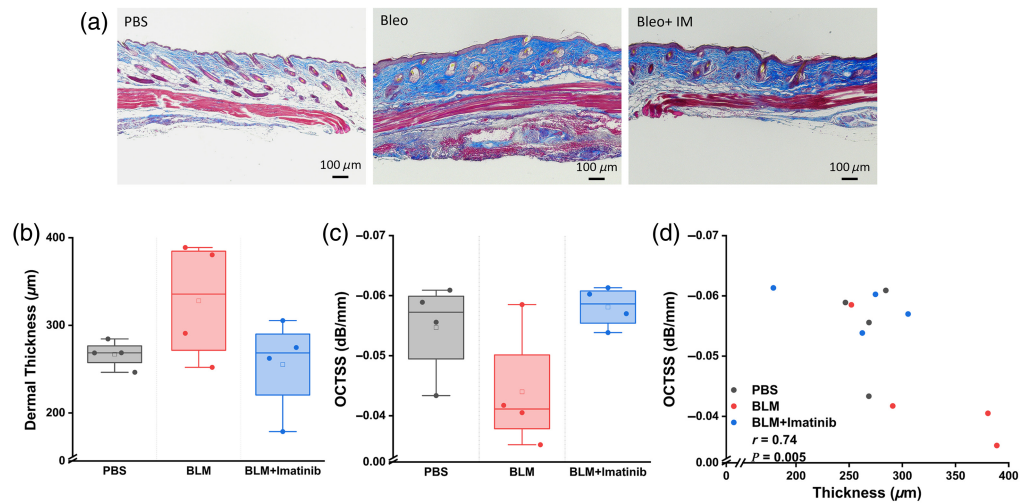 (a)
PBS
Bleo
Bleo+ IM
100 μm
100 μm
100 μm
(b)
Dermal Thickness (μm)
400
300
200
0
PBS
BLM
BLM+Imatinib
(c)
OCTSS (dB/mm)
–0.07
–0.06
–0.05
–0.04
0.00
PBS
BLM
BLM+Imatinib
(d)
OCTSS (dB/mm)
–0.07
–0.06
–0.05
–0.04
0.00
PBS
BLM
BLM+Imatinib
r = 0.74
P = 0.005
200
250
300
350
400
Thickness (μm)